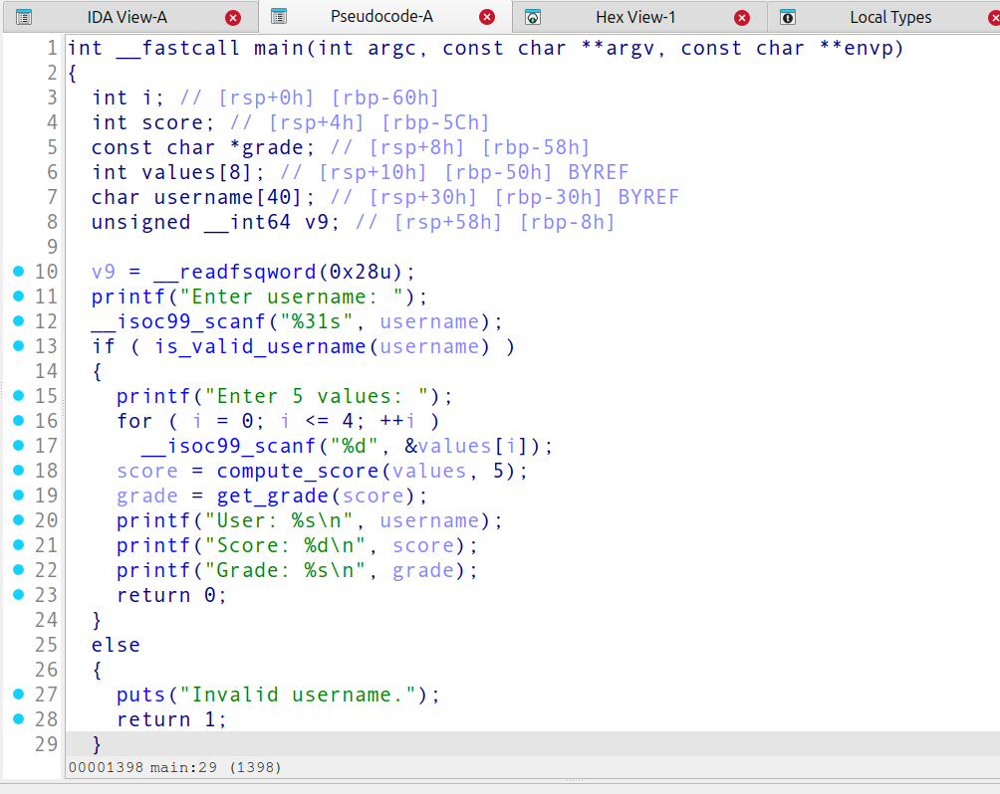 IDA View-A Pseudocode-A Hex View-1 Local Types
1 int __fastcall main(int argc, const char **argv, const char **envp)
2 {
3   int i; // [rsp+0h] [rbp-60h]
4   int score; // [rsp+4h] [rbp-5Ch]
5   const char *grade; // [rsp+8h] [rbp-58h]
6   int values[8]; // [rsp+10h] [rbp-50h] BYREF
7   char username[40]; // [rsp+30h] [rbp-30h] BYREF
8   unsigned __int64 v9; // [rsp+58h] [rbp-8h]
9
10   v9 = __readfsqword(0x28u);
11   printf("Enter username: ");
12   __isoc99_scanf("%31s", username);
13   if ( is_valid_username(username) )
14   {
15     printf("Enter 5 values: ");
16     for ( i = 0; i <= 4; ++i )
17       __isoc99_scanf("%d", &values[i]);
18     score = compute_score(values, 5);
19     grade = get_grade(score);
20     printf("User: %s\n", username);
21     printf("Score: %d\n", score);
22     printf("Grade: %s\n", grade);
23     return 0;
24   }
25   else
26   {
27     puts("Invalid username.");
28     return 1;
29   }
00001398 main:29 (1398)